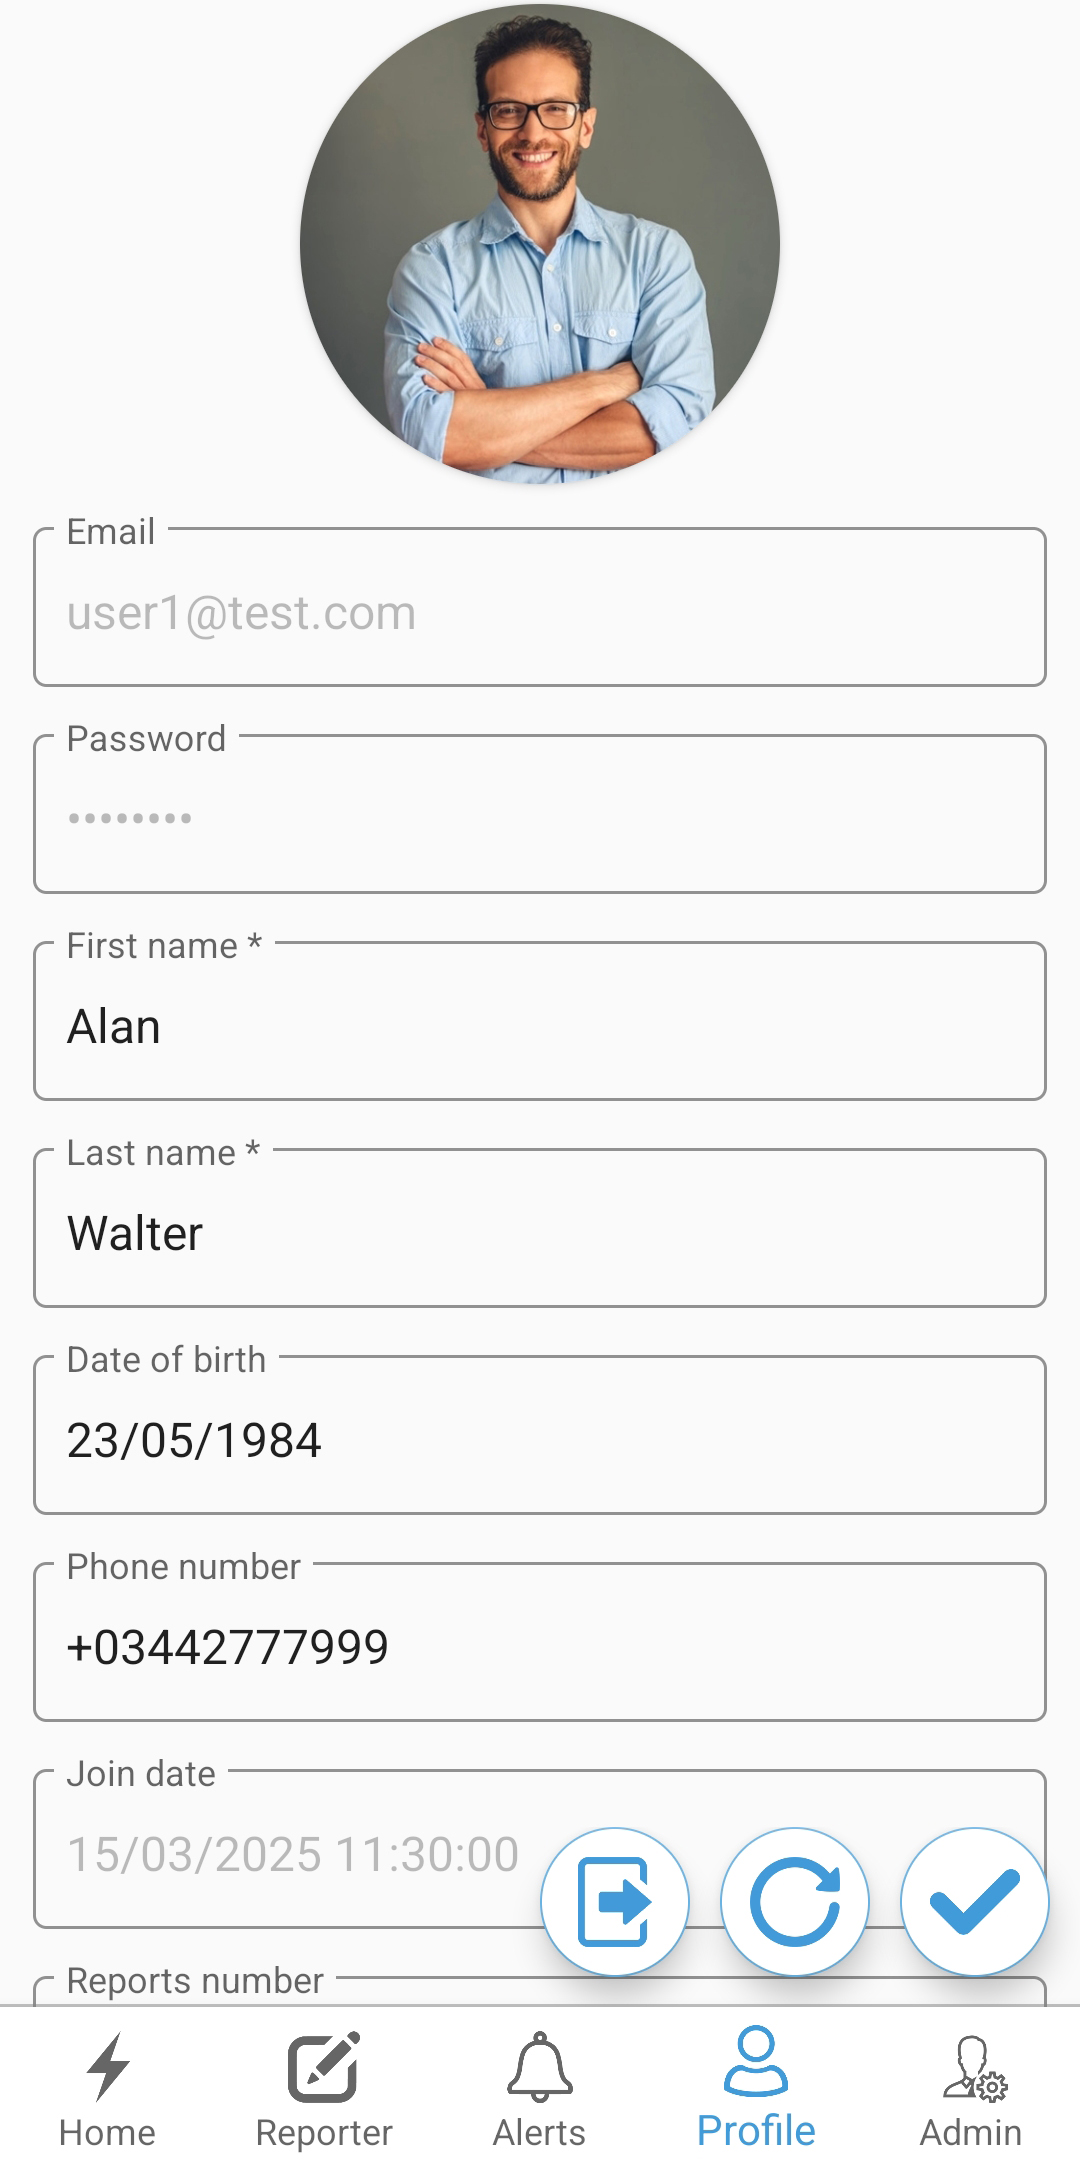 Email
user1@test.com
Password
••••••••
First name *
Alan
Last name *
Walter
Date of birth
23/05/1984
Phone number
+03442777999
Join date
15/03/2025 11:30:00
Reports number
Home
Reporter
Alerts
Profile
Admin